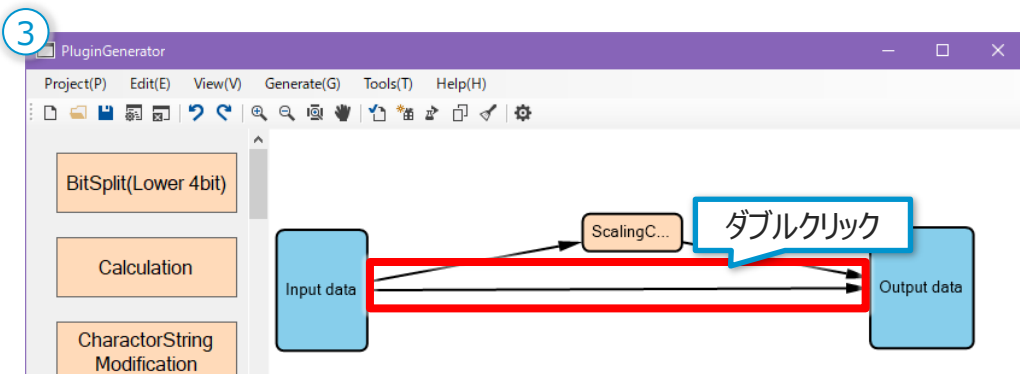 3
PluginGenerator
Project(P) Edit(E) View(V) Generate(G) Tools(T) Help(H)
BitSplit(Lower 4bit)
Calculation
CharactorString
Modification
Input data
ScalingC...
ダブルクリック
Output data